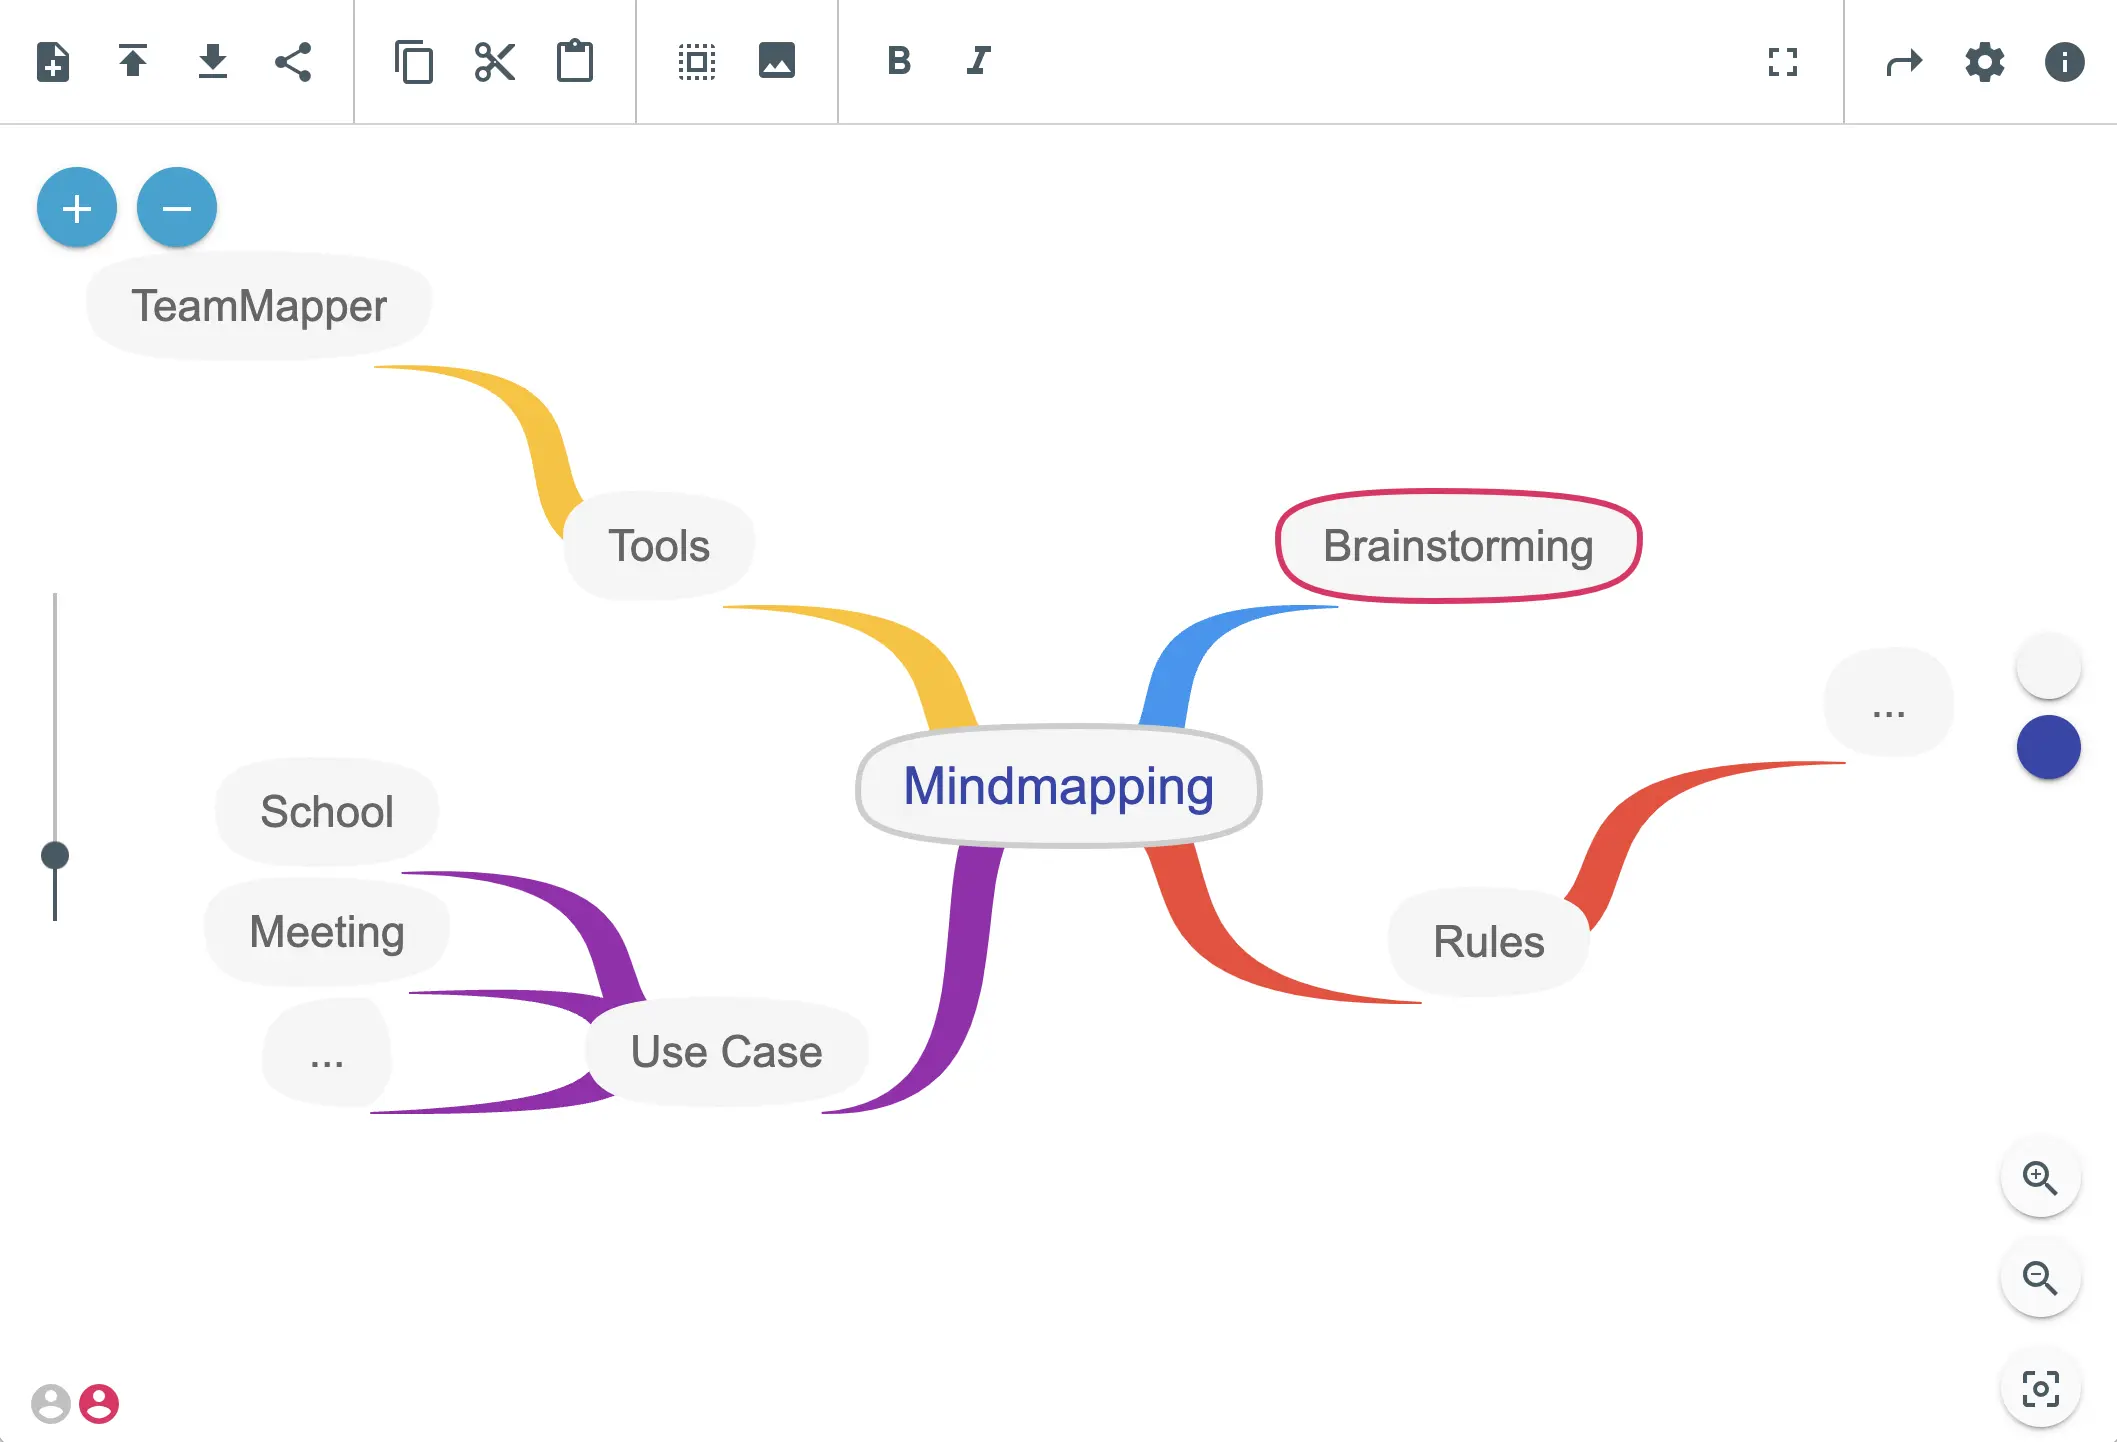 B I
TeamMapper
Tools
Brainstorming
...
Mindmapping
School
Meeting
Rules
...
Use Case